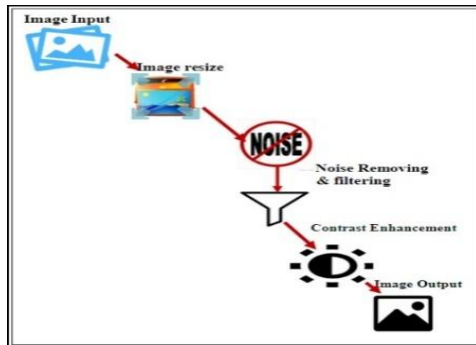 Image Input
Image resize
NOISE
Noise Removing
& filtering
Contrast Enhancement
Image Output